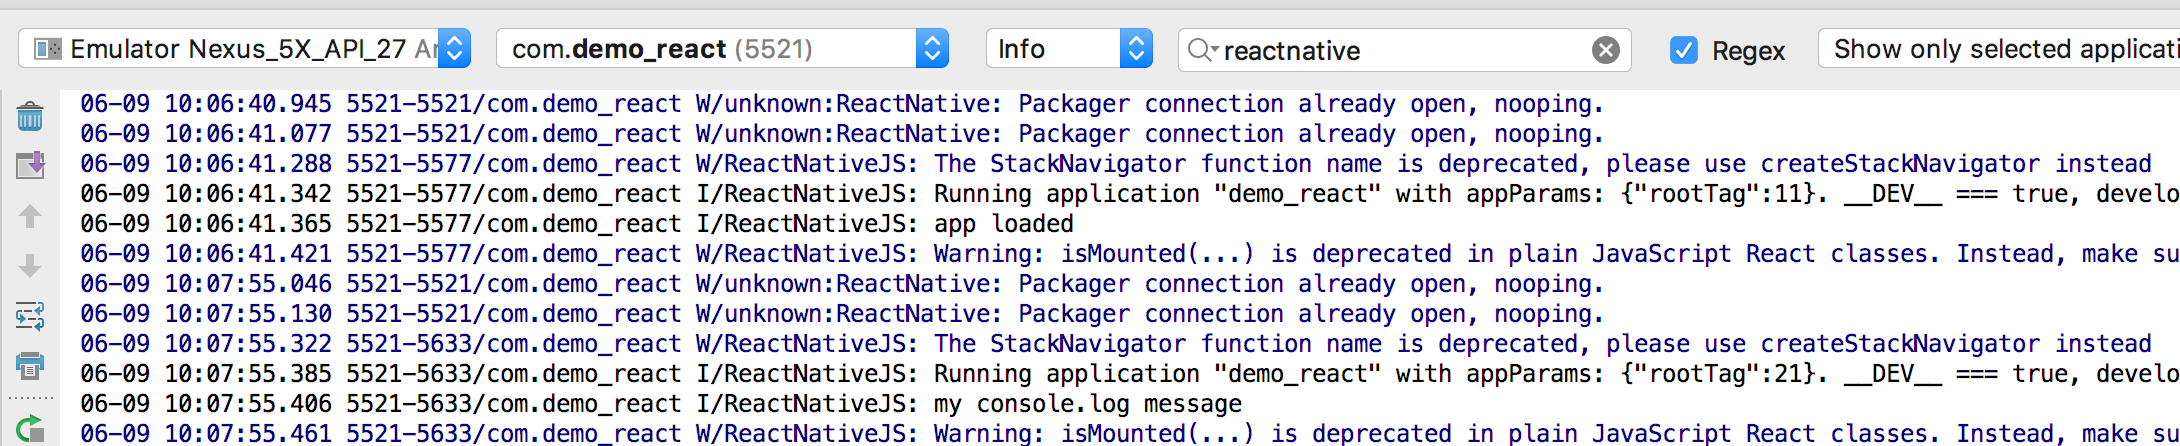 Emulator Nexus_5X_API_27 com.demo_react (5521) Info reactnative Regex Show only selected
06-09 10:06:40.945 5521-5521/com.demo_react W/unknown:ReactNative: Packager connection already open, nooping.
06-09 10:06:41.077 5521-5521/com.demo_react W/unknown:ReactNative: Packager connection already open, nooping.
06-09 10:06:41.288 5521-5577/com.demo_react W/ReactNativeJS: The StackNavigator function name is deprecated, please use createStackNavigator instead
06-09 10:06:41.342 5521-5577/com.demo_react I/ReactNativeJS: Running application "demo_react" with appParams: {"rootTag":11}. __DEV__ === true, develo
06-09 10:06:41.365 5521-5577/com.demo_react I/ReactNativeJS: app loaded
06-09 10:06:41.421 5521-5577/com.demo_react W/ReactNativeJS: Warning: isMounted(...) is deprecated in plain JavaScript React classes. Instead, make su
06-09 10:07:55.046 5521-5521/com.demo_react W/unknown:ReactNative: Packager connection already open, nooping.
06-09 10:07:55.130 5521-5521/com.demo_react W/unknown:ReactNative: Packager connection already open, nooping.
06-09 10:07:55.322 5521-5633/com.demo_react W/ReactNativeJS: The StackNavigator function name is deprecated, please use createStackNavigator instead
06-09 10:07:55.385 5521-5633/com.demo_react I/ReactNativeJS: Running application "demo_react" with appParams: {"rootTag":21}. __DEV__ === true, develo
06-09 10:07:55.406 5521-5633/com.demo_react I/ReactNativeJS: my console.log message
06-09 10:07:55.461 5521-5633/com.demo_react W/ReactNativeJS: Warning: isMounted(...) is deprecated in plain JavaScript React classes. Instead, make su